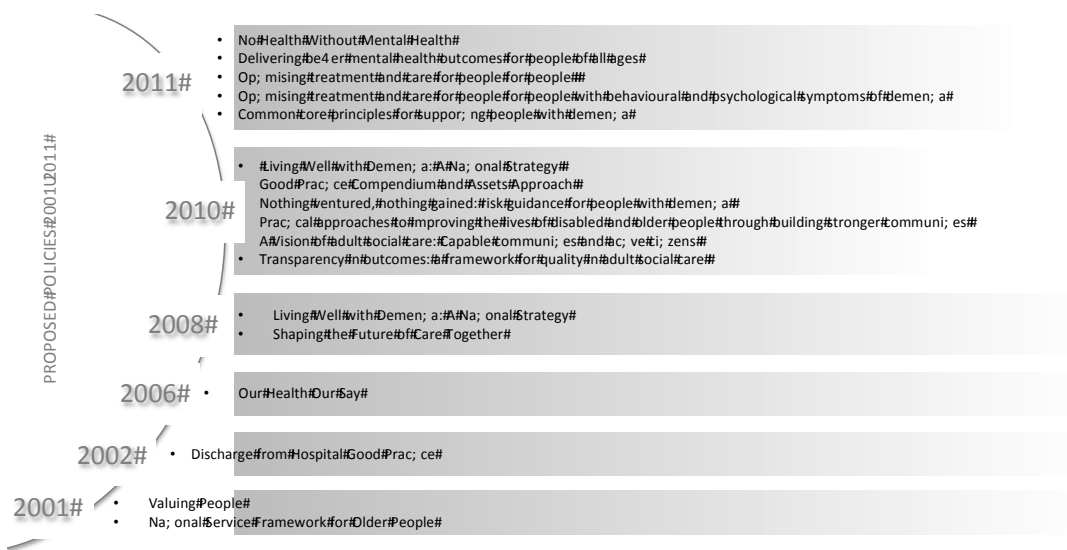 PROPOSED#POLICIES#2001U2011#
2011#
• No#Health#Without#Mental#Health#
• Delivering#be4 er#mental#health#outcomes#for#people#of#all#ages#
• Op; mising#treatment#and#care#for#people#for#people##
• Op; mising#treatment#and#care#for#people#for#people#with#behavioural#and#psychological#symptoms#of#demen; a#
• Common#core#principles#for#suppor; ng#people#with#demen; a#
2010#
• #Living#Well#with#Demen; a:#A#Na; onal#Strategy##
Good#Prac; ce#Compendium#and#Assets#Approach##
Nothing#ventured,#nothing#gained:#risk#guidance#for#people#with#demen; a##
Prac; cal#approaches#to#improving#the#lives#of#disabled#and#older#people#through#building#stronger#communi; es##
A#Vision#of#adult#social#care:#Capable#communi; es#and#ac; ve#ci; zens##
• Transparency#in#outcomes:#a#framework#for#quality#in#adult#social#care##
2008#
• Living#Well#with#Demen; a:#A#Na; onal#Strategy#
• Shaping#the#Future#of#Care#Together#
2006#
• Our#Health#Our#Say#
2002#
• Discharge#from#Hospital#Good#Prac; ce#
2001#
• Valuing#People#
• Na; onal#Service#Framework#for#Older#People#